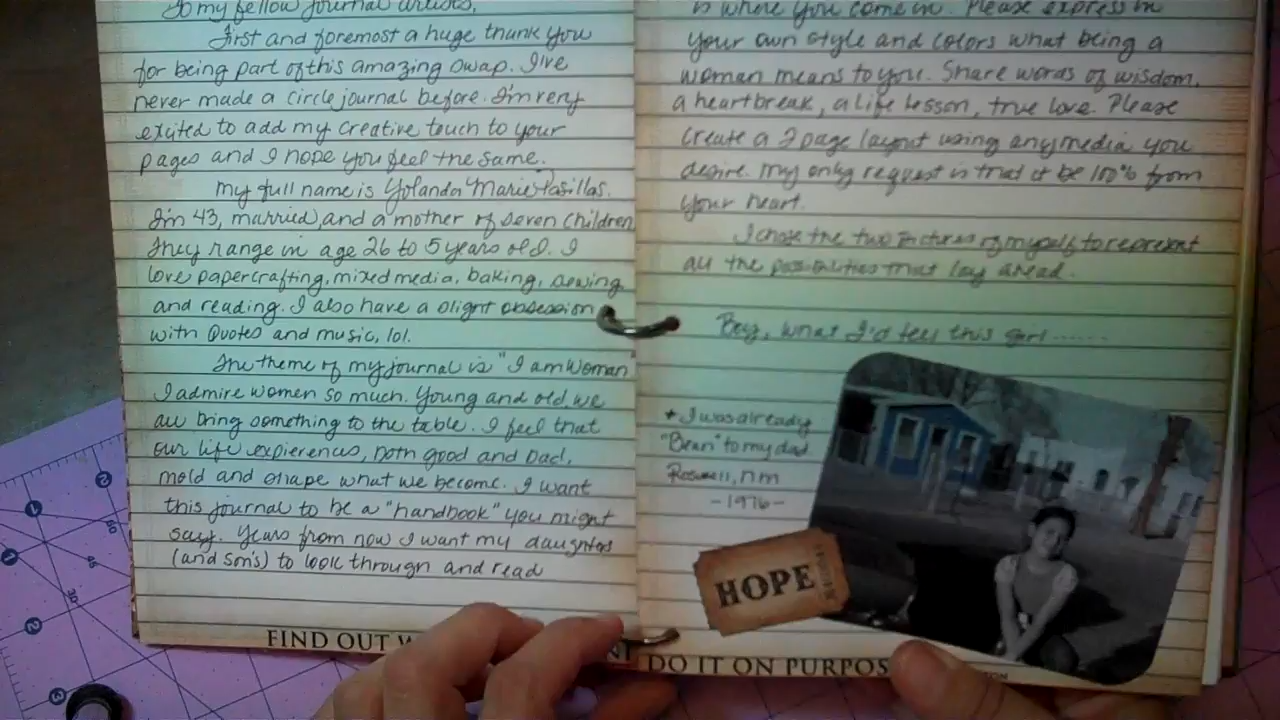 To my fellow journal artists,
First and foremost a huge thank you
for being part of this amazing swap. I've
never made a circle journal before. I'm very
excited to add my creative touch to your
pages and I hope you feel the same.
My full name is Yolanda Marie Pasillas.
I'm 43, married, and a mother of seven children
They range in age 26 to 5 years old. I
love papercrafting, mixed media, baking, sewing
and reading. I also have a slight obsession
with Quotes and music, lol.
The theme of my journal is "I am Woman"
I admire women so much. Young and old, we
all bring something to the table. I feel that
our life expierences, both good and bad,
mold and shape what we become. I want
this journal to be a "handbook" you might
say. Years from now I want my daughters
(and son's) to look through and read
FIND OUT W
is where you come in. Please express in
your own style and colors what being a
woman means to you. Share words of wisdom,
a heartbreak, a life lesson, true love. Please
create a 2 page layout using any media you
desire. My only request is that it be 100% from
your heart.
I chose the two pictures of myself to represent
all the possibilities that lay ahead.
Boy, what I'd tell this girl......
* I was already
"Bean" to my dad
Roswell, nm
-1976-
HOPE
DO IT ON PURPOS